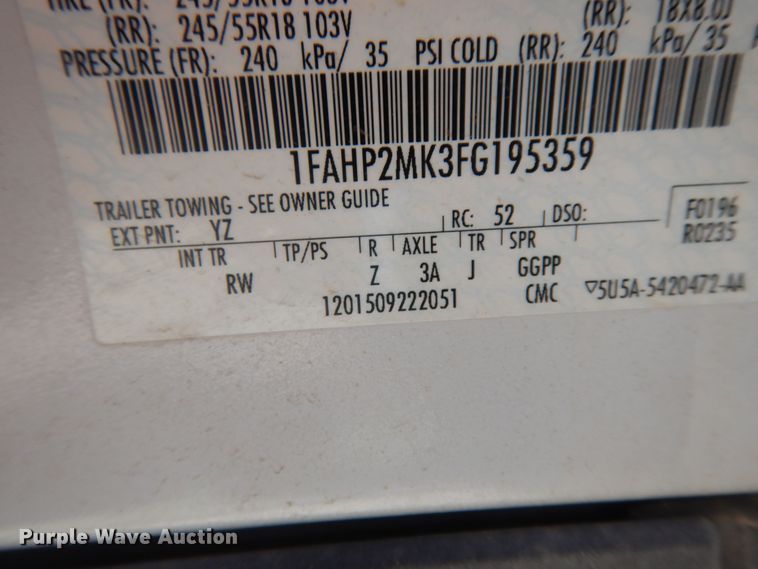 (RR): 245/55R18 103V (RR): 18X8.0J
PRESSURE (FR): 240 kPa/ 35 PSI COLD (RR): 240 kPa/ 35
1FAHP2MK3FG195359
TRAILER TOWING - SEE OWNER GUIDE
EXT PNT: YZ RC: 52 DSO: F0196
INT TR TP/PS R AXLE TR SPR R0235
RW Z 3A J GGPP
1201509222051 CMC ▽5U5A-5420472-AA
Purple Wave Auction